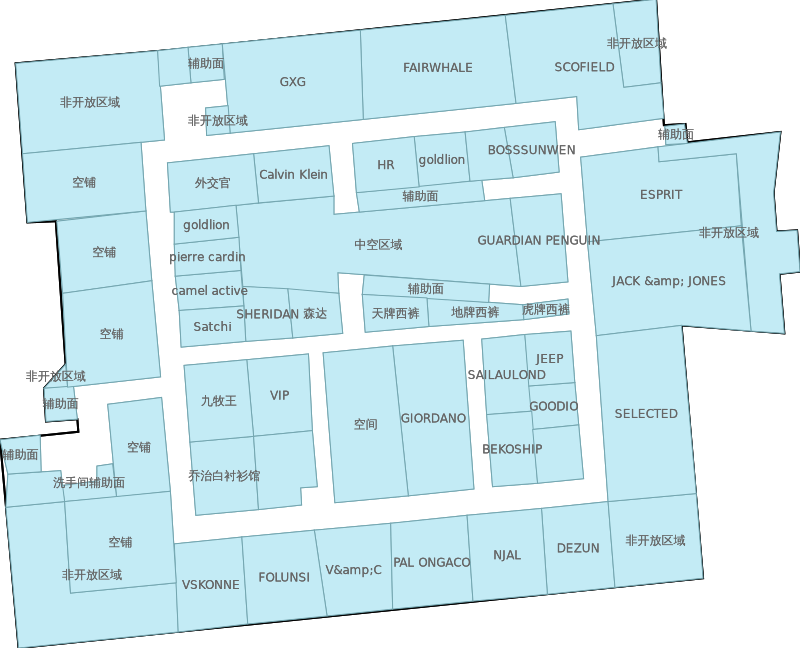 非开放区域
辅助面
GXG
FAIRWHALE
SCOFIELD
非开放区域
非开放区域
辅助面
空铺
外交官
Calvin Klein
HR
goldlion
BOSSSUNWEN
辅助面
ESPRIT
非开放区域
goldlion
中空区域
GUARDIAN PENGUIN
空铺
pierre cardin
camel active
辅助面
JACK &amp; JONES
SHERIDAN
森达
天牌西裤
地牌西裤
虎牌西裤
空铺
Satchi
非开放区域
辅助面
九牧王
VIP
空间
GIORDANO
SAILAULOND
JEEP
GOODIO
SELECTED
空铺
BEKOSHIP
辅助面
洗手间辅助面
乔治白衬衫馆
空铺
非开放区域
VSKONNE
FOLUNSI
V&amp;C
PAL ONGACO
NJAL
DEZUN
非开放区域